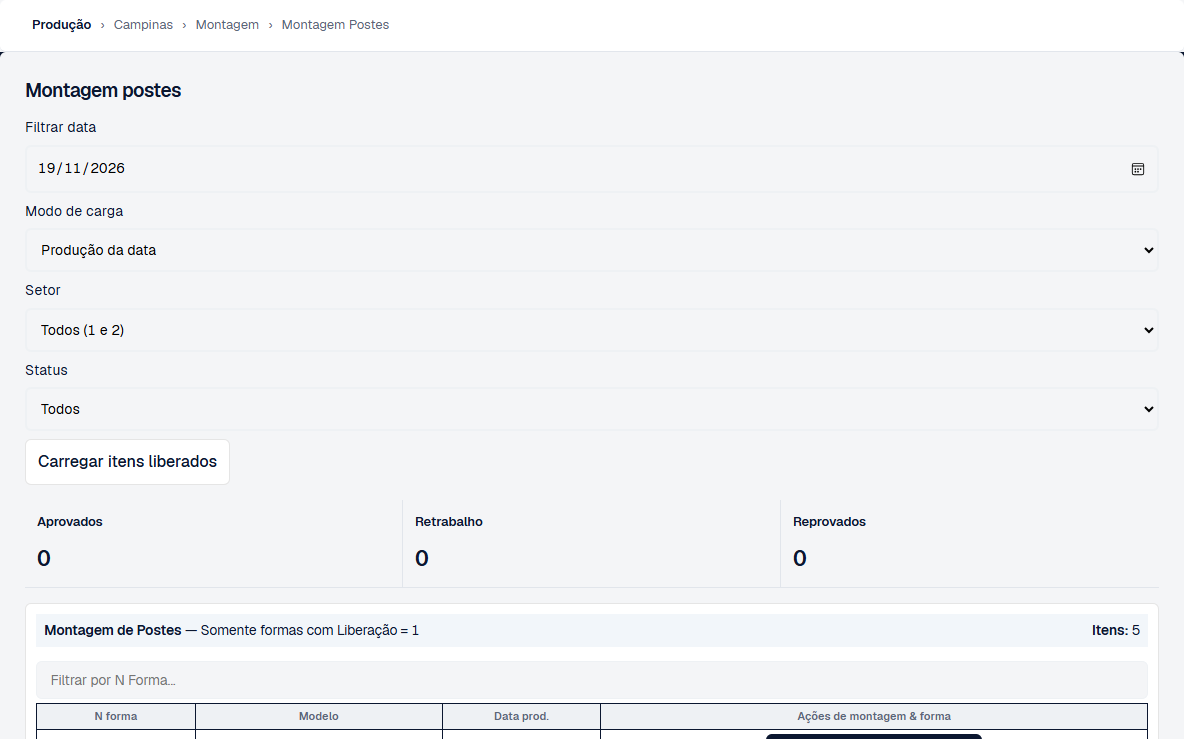 Produção › Campinas › Montagem › Montagem Postes
Montagem postes
Filtrar data
19/11/2026
Modo de carga
Produção da data
Setor
Todos (1 e 2)
Status
Todos
Carregar itens liberados
Aprovados Retrabalho Reprovados
0 0 0
Montagem de Postes — Somente formas com Liberação = 1 Itens: 5
Filtrar por N Forma...
N forma Modelo Data prod. Ações de montagem & forma